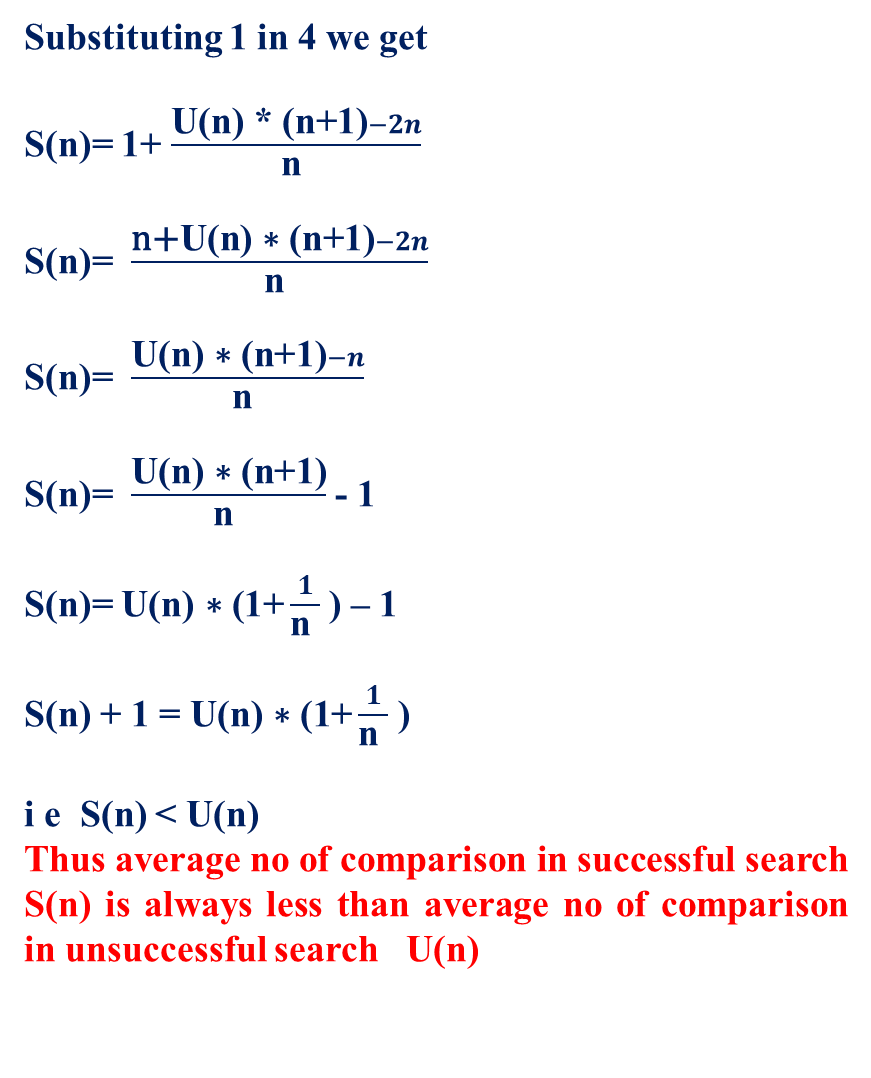 Substituting 1 in 4 we get
S(n)= 1+ U(n) * (n+1)−2n
n
S(n)= n+U(n) ∗ (n+1)−2n
n
S(n)= U(n) ∗ (n+1)−n
n
S(n)= U(n) ∗ (n+1)
n - 1
S(n)= U(n) ∗ (1+ 1
n ) – 1
S(n) + 1 = U(n) ∗ (1+ 1
n )
i e S(n) < U(n)
Thus average no of comparison in successful search
S(n) is always less than average no of comparison
in unsuccessful search U(n)